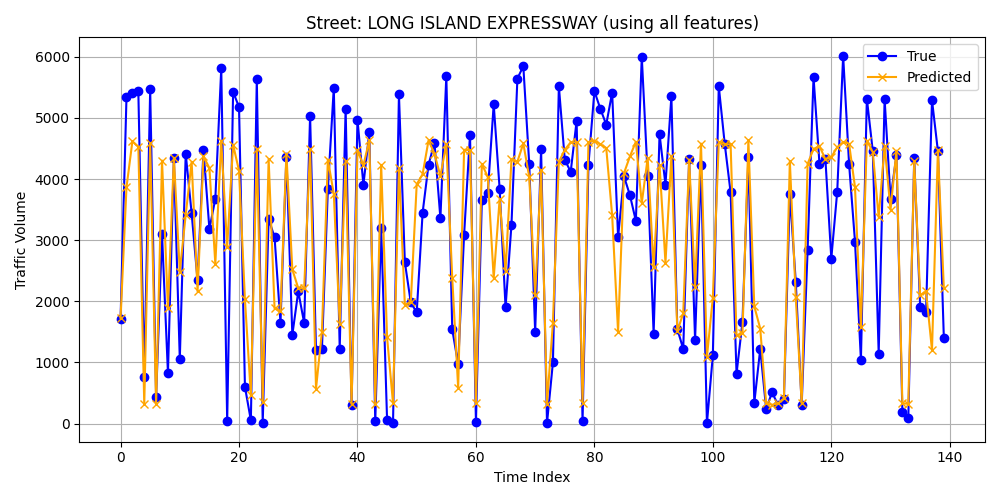 Street: LONG ISLAND EXPRESSWAY (using all features)
True
Predicted
Traffic Volume
6000
5000
4000
3000
2000
1000
0
0 20 40 60 80 100 120 140
Time Index